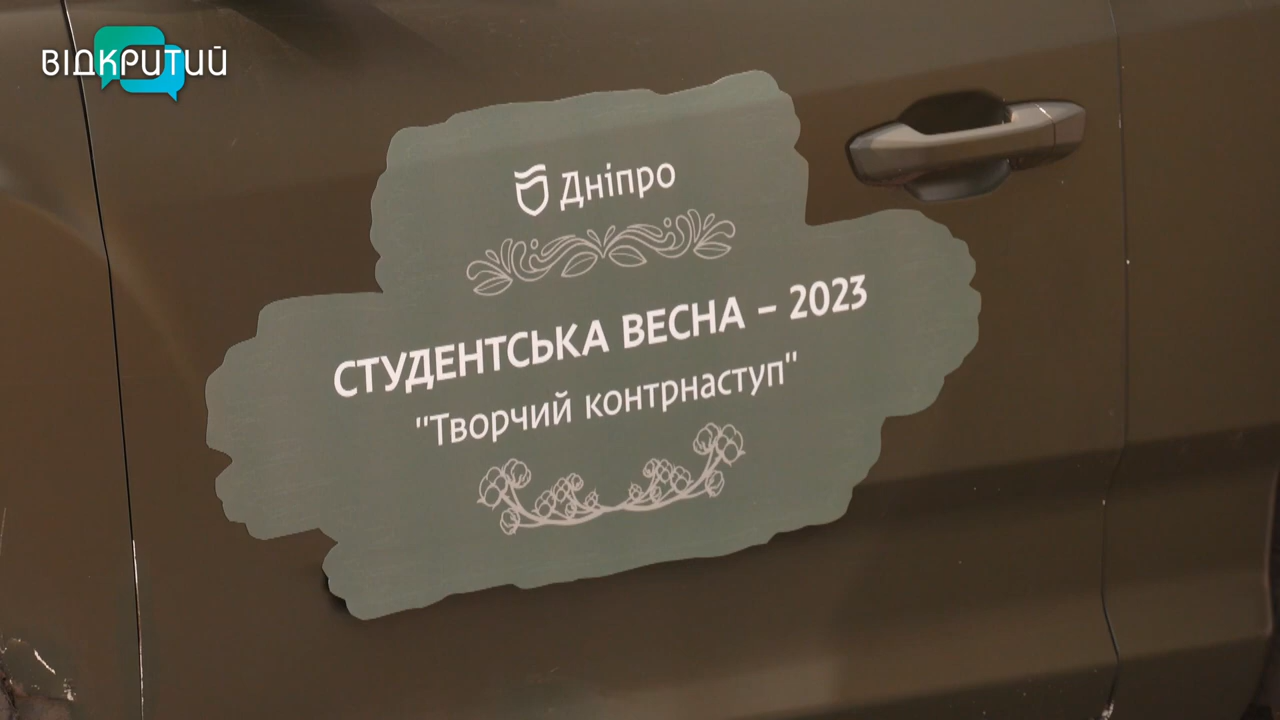 ВІДКРИТИЙ
Дніпро
СТУДЕНТСЬКА ВЕСНА – 2023
"Творчий контрнаступ"